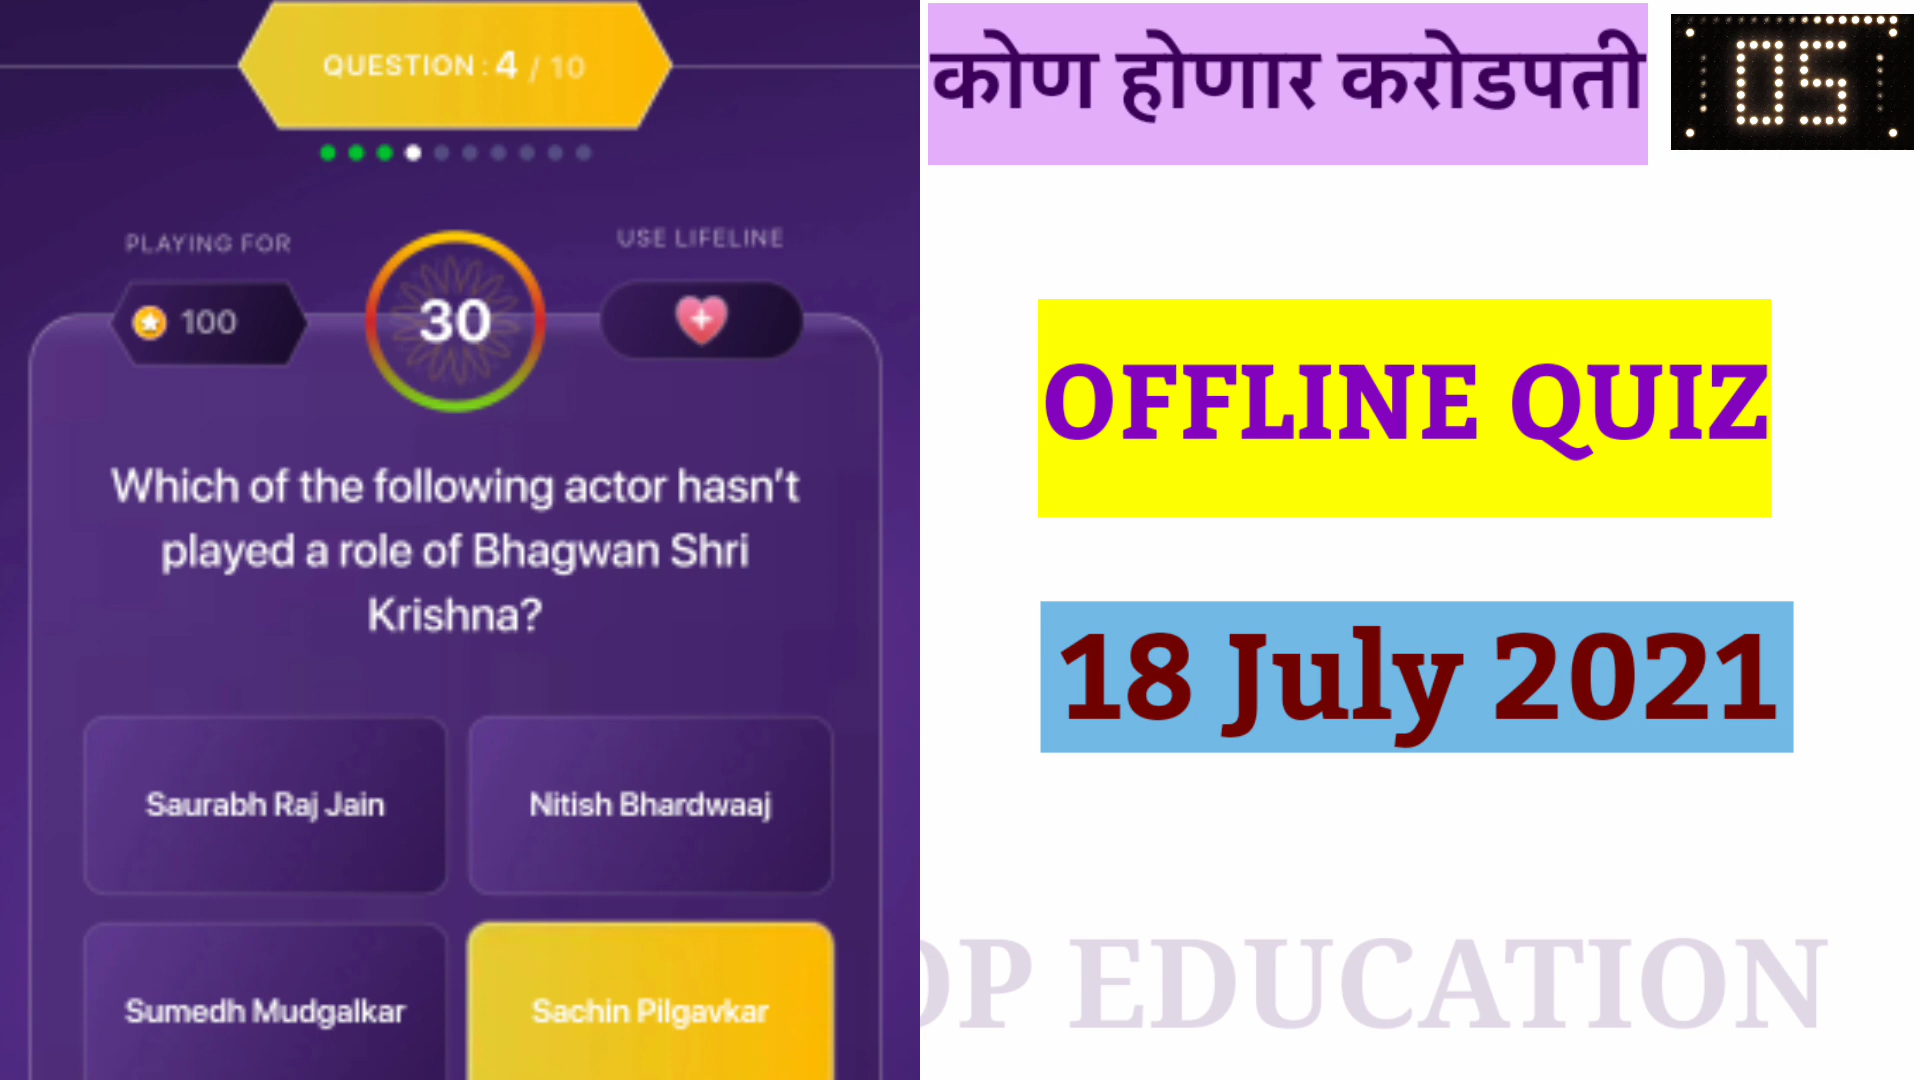 QUESTION : 4 / 10
PLAYING FOR
100
30
USE LIFELINE
Which of the following actor hasn't
played a role of Bhagwan Shri
Krishna?
Saurabh Raj Jain
Nitish Bhardwaaj
Sumedh Mudgalkar
Sachin Pilgavkar
कोण होणार करोडपती
05
OFFLINE QUIZ
18 July 2021
OP EDUCATION